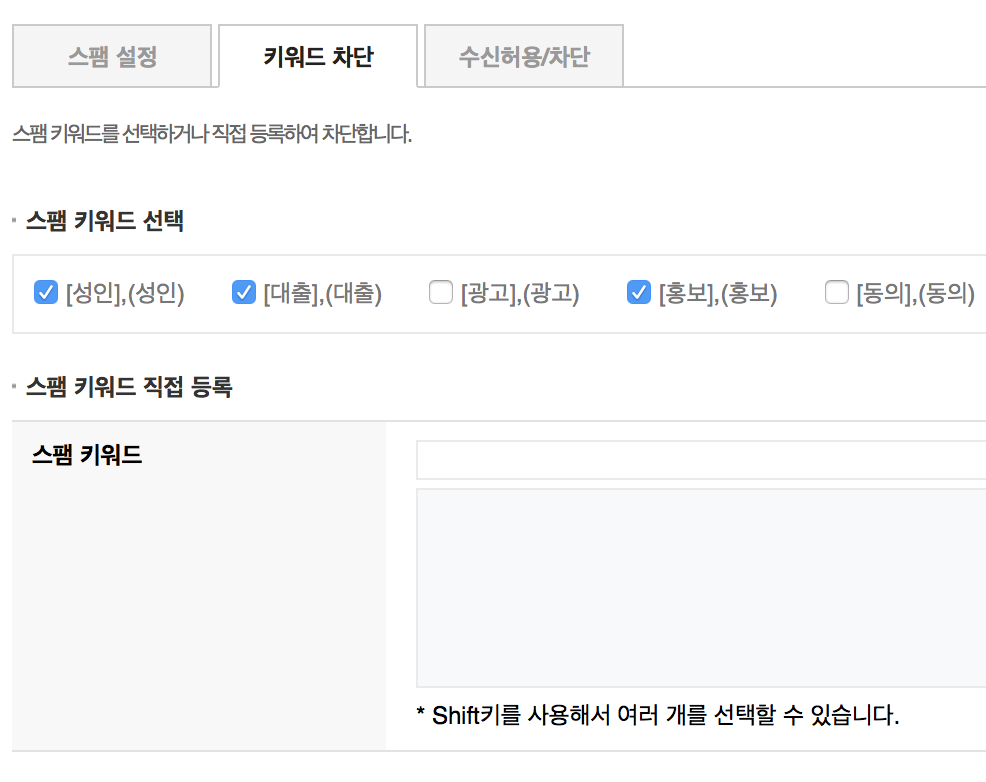 스팸 설정 키워드 차단 수신허용/차단
스팸 키워드를 선택하거나 직접 등록하여 차단합니다.
스팸 키워드 선택
[성인],(성인) [대출],(대출) [광고],(광고) [홍보],(홍보) [동의],(동의)
스팸 키워드 직접 등록
스팸 키워드
* Shift키를 사용해서 여러 개를 선택할 수 있습니다.